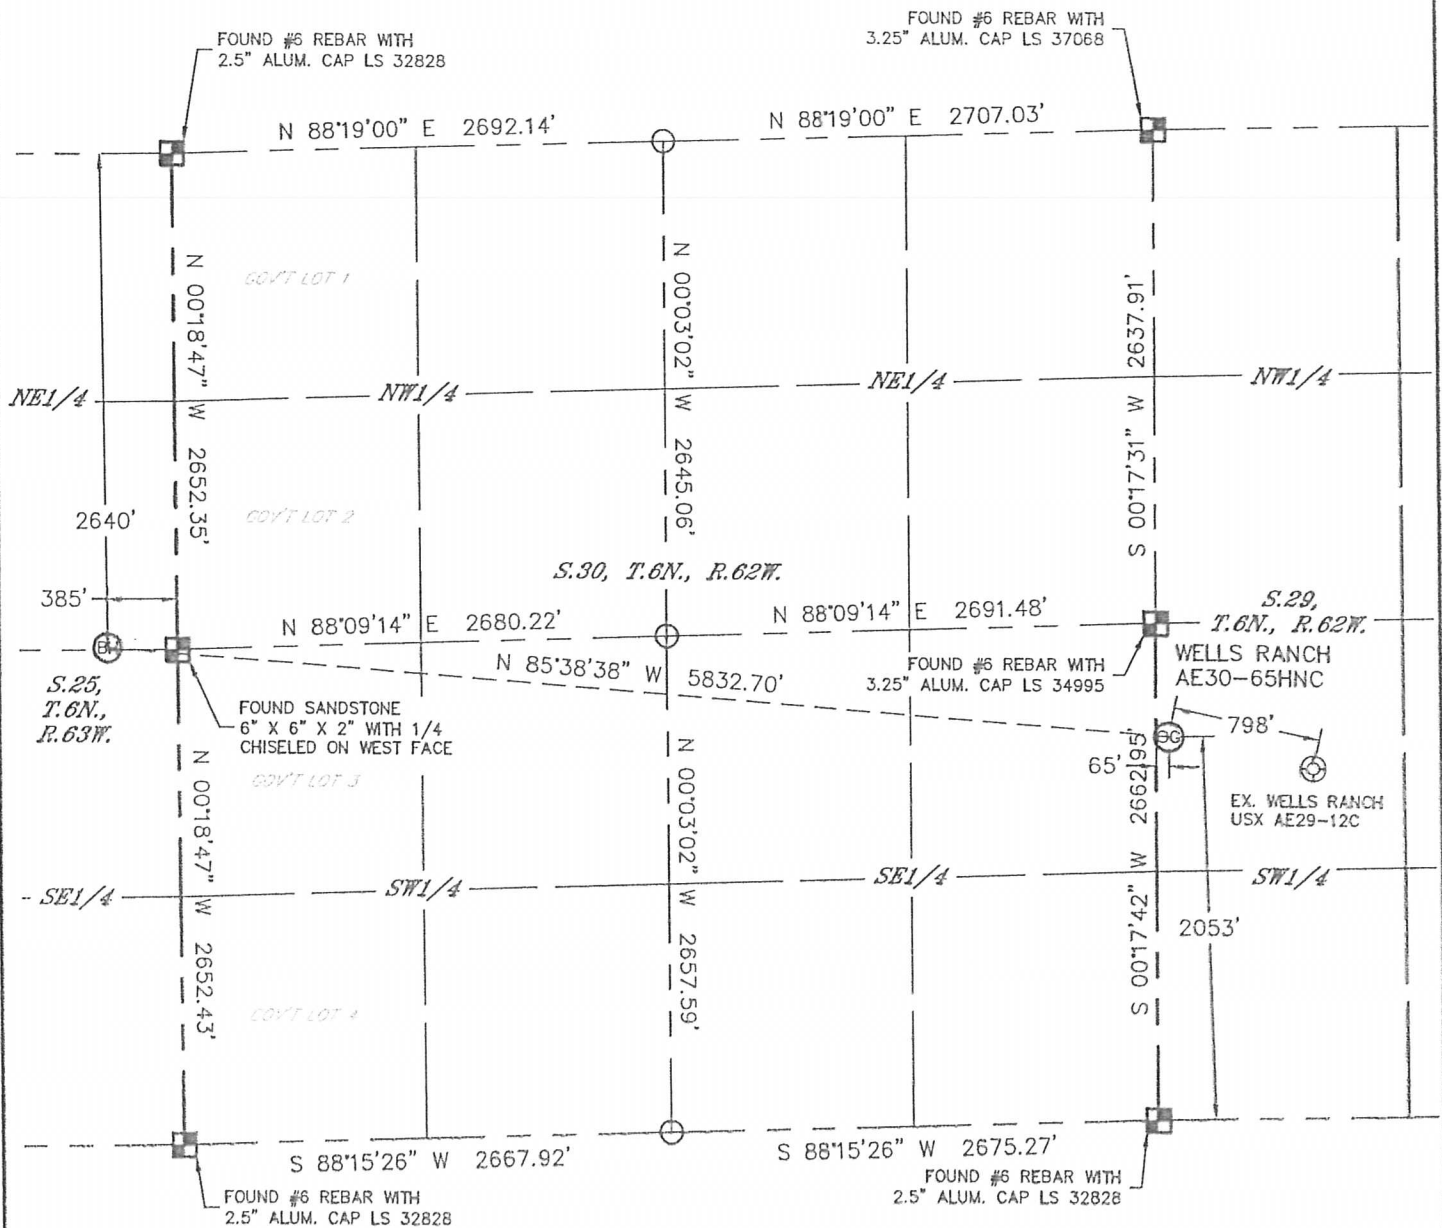 FOUND #6 REBAR WITH
2.5" ALUM. CAP LS 32828
FOUND #6 REBAR WITH
3.25" ALUM. CAP LS 37068
N 88°19'00" E 2692.14'
N 88°19'00" E 2707.03'
N 00°18'47" W 2652.35'
GOV'T LOT 1
N 00°03'02" W 2645.06'
S 00°17'31" W 2637.91'
NE1/4
NW1/4
NE1/4
NW1/4
2640'
GOV'T LOT 2
S.30, T.6N., R.62W.
385'
N 88°09'14" E 2680.22'
N 88°09'14" E 2691.48'
S.29,
T.6N., R.62W.
BH
N 85°38'38" W 5832.70'
FOUND #6 REBAR WITH
3.25" ALUM. CAP LS 34995
WELLS RANCH
AE30-65HNC
S.25,
T.6N.,
R.63W.
FOUND SANDSTONE
6" X 6" X 2" WITH 1/4
CHISELED ON WEST FACE
798'
65'
GOV'T LOT 3
EX. WELLS RANCH
USX AE29-12C
N 00°18'47" W 2652.43'
N 00°03'02" W 2657.59'
S 00°17'42" W 2662.95'
SE1/4
SW1/4
SE1/4
SW1/4
2053'
GOV'T LOT 4
S 88°15'26" W 2667.92'
S 88°15'26" W 2675.27'
FOUND #6 REBAR WITH
2.5" ALUM. CAP LS 32828
FOUND #6 REBAR WITH
2.5" ALUM. CAP LS 32828